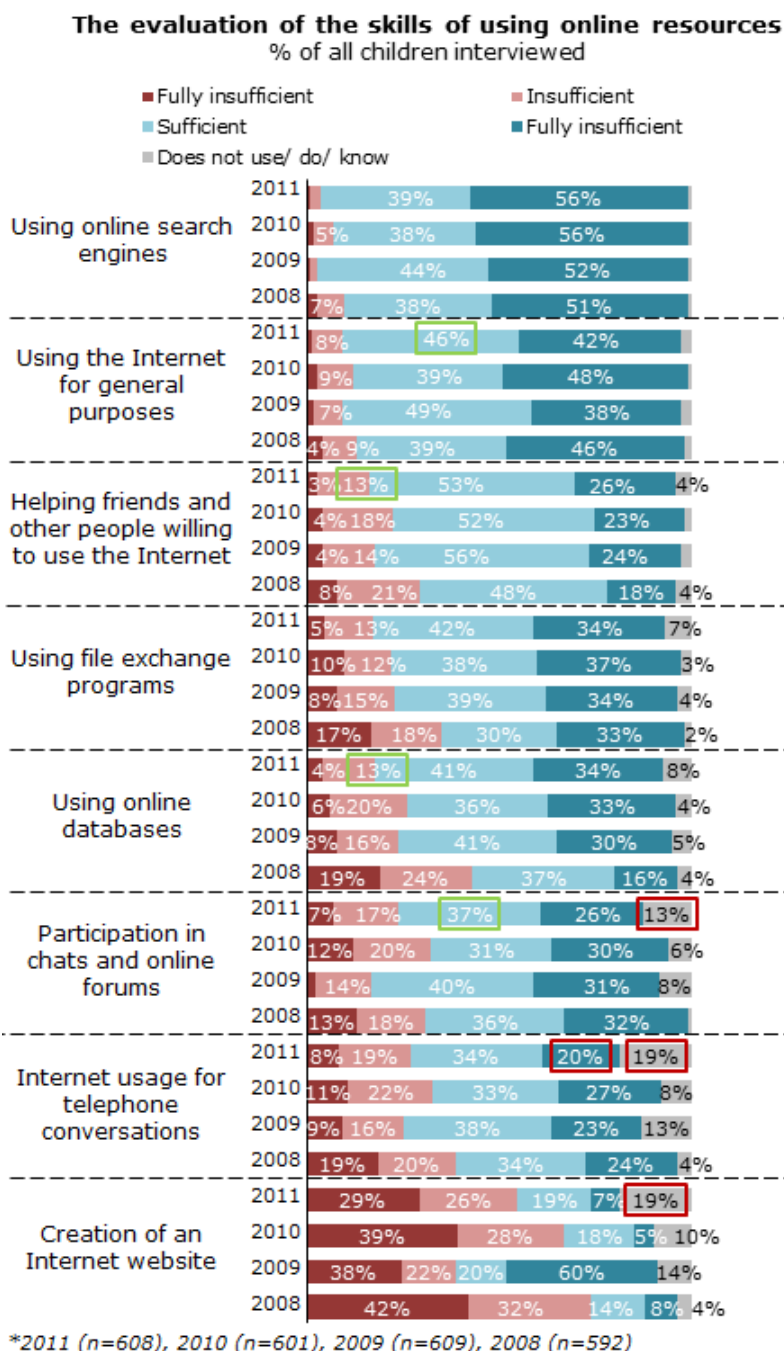 The evaluation of the skills of using online resources
% of all children interviewed
Fully insufficient Insufficient
Sufficient Fully insufficient
Does not use/ do/ know
Using online search
engines
2011 39% 56%
2010 5% 38% 56%
2009 44% 52%
2008 7% 38% 51%
Using the Internet
for general
purposes
2011 8% 46% 42%
2010 9% 39% 48%
2009 7% 49% 38%
2008 4% 9% 39% 46%
Helping friends and
other people willing
to use the Internet
2011 3% 13% 53% 26% 4%
2010 4% 18% 52% 23%
2009 4% 14% 56% 24%
2008 8% 21% 48% 18% 4%
Using file exchange
programs
2011 5% 13% 42% 34% 7%
2010 10% 12% 38% 37% 3%
2009 8% 15% 39% 34% 4%
2008 17% 18% 30% 33% 2%
Using online
databases
2011 4% 13% 41% 34% 8%
2010 6% 20% 36% 33% 4%
2009 8% 16% 41% 30% 5%
2008 19% 24% 37% 16% 4%
Participation in
chats and online
forums
2011 7% 17% 37% 26% 13%
2010 12% 20% 31% 30% 6%
2009 14% 40% 31% 8%
2008 13% 18% 36% 32%
Internet usage for
telephone
conversations
2011 8% 19% 34% 20% 19%
2010 11% 22% 33% 27% 8%
2009 9% 16% 38% 23% 13%
2008 19% 20% 34% 24% 4%
Creation of an
Internet website
2011 29% 26% 19% 7% 19%
2010 39% 28% 18% 5% 10%
2009 38% 22% 20% 60% 14%
2008 42% 32% 14% 8% 4%
*2011 (n=608), 2010 (n=601), 2009 (n=609), 2008 (n=592)